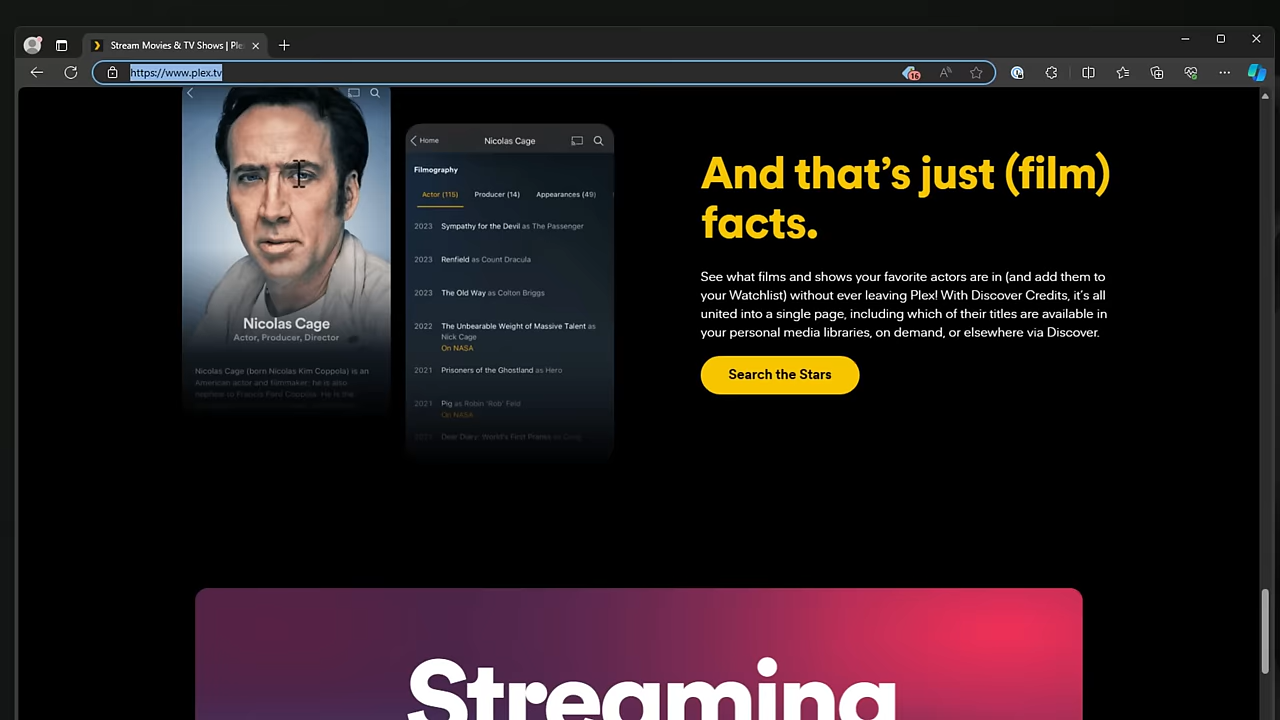 Stream Movies & TV Shows | Ple
https://www.plex.tv
16
Nicolas Cage
Actor, Producer, Director
Nicolas Cage (born Nicolas Kim Coppola) is an
American actor and filmmaker. he is also
nephew to Francis Ford Coppola. He is the
Home
Nicolas Cage
Filmography
Actor (115)
Producer (14)
Appearances (49)
2023 Sympathy for the Devil as The Passenger
2023 Renfield as Count Dracula
2023 The Old Way as Colton Briggs
2022 The Unbearable Weight of Massive Talent as
Nick Cage
On NASA
2021 Prisoners of the Ghostland as Hero
2021 Pig as Robin 'Rob' Feld
On NASA
2021
And that's just (film)
facts.
See what films and shows your favorite actors are in (and add them to
your Watchlist) without ever leaving Plex! With Discover Credits, it's all
united into a single page, including which of their titles are available in
your personal media libraries, on demand, or elsewhere via Discover.
Search the Stars
Streaming